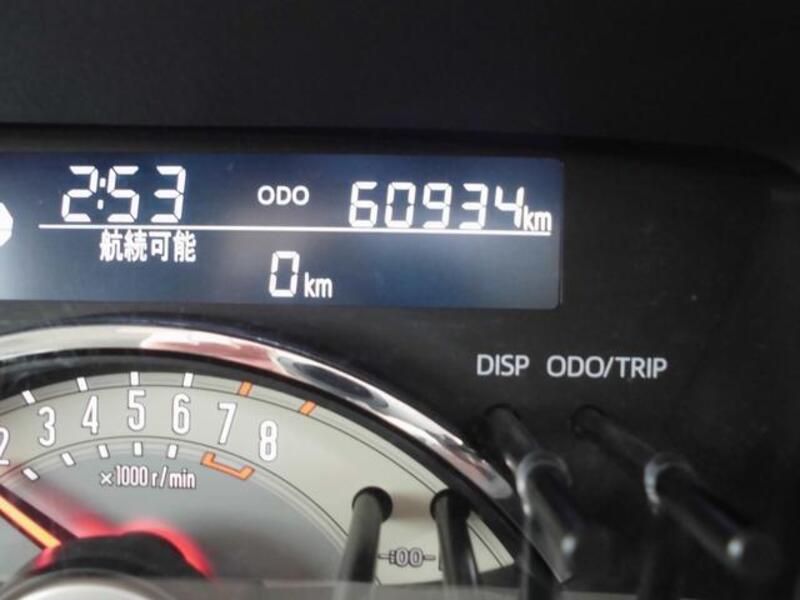 2:53 ODO 60934km
航続可能
0km
DISP ODO/TRIP
2 3 4 5 6 7 8
×1000 r/min